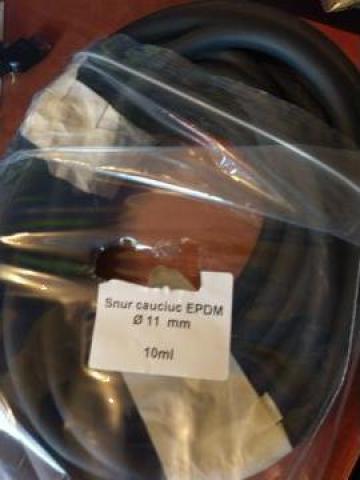 Snur cauciuc EPDM
Ø 11 mm
10ml